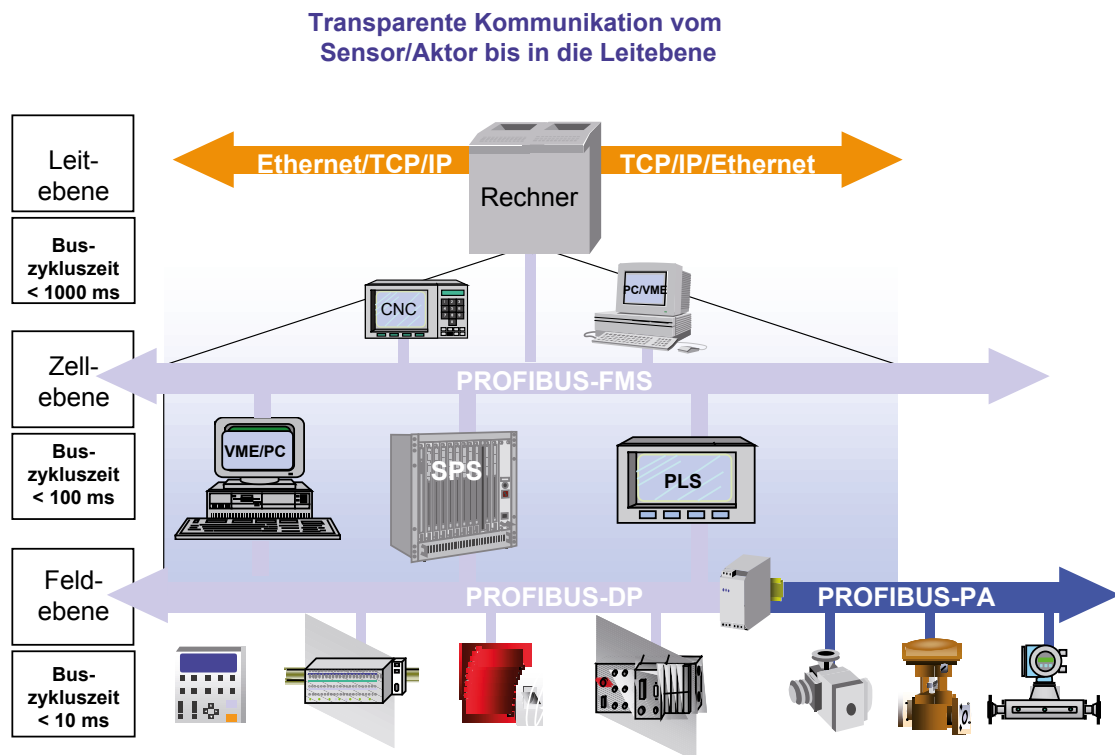 Transparente Kommunikation vom
Sensor/Aktor bis in die Leitebene
Leit-
ebene
Ethernet/TCP/IP
TCP/IP/Ethernet
Rechner
Bus-
zykluszeit
< 1000 ms
CNC
PC/VME
Zell-
ebene
PROFIBUS-FMS
Bus-
zykluszeit
< 100 ms
VME/PC
SPS
PLS
Feld-
ebene
PROFIBUS-DP
PROFIBUS-PA
Bus-
zykluszeit
< 10 ms